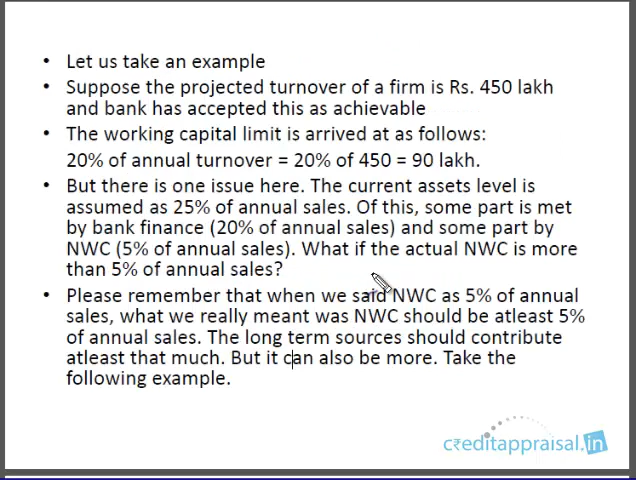 • Let us take an example
• Suppose the projected turnover of a firm is Rs. 450 lakh
and bank has accepted this as achievable
• The working capital limit is arrived at as follows:
20% of annual turnover = 20% of 450 = 90 lakh.
• But there is one issue here. The current assets level is
assumed as 25% of annual sales. Of this, some part is met
by bank finance (20% of annual sales) and some part by
NWC (5% of annual sales). What if the actual NWC is more
than 5% of annual sales?
• Please remember that when we said NWC as 5% of annual
sales, what we really meant was NWC should be atleast 5%
of annual sales. The long term sources should contribute
atleast that much. But it can also be more. Take the
following example.
c₹editappraisal.in